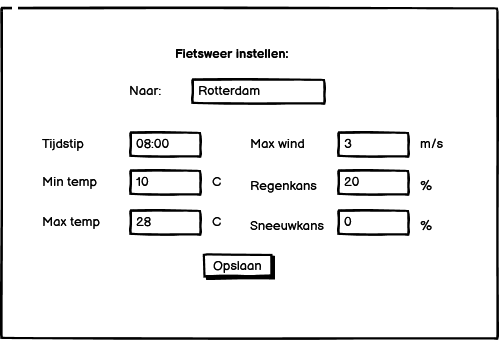 Fietsweer instellen:
Naar: Rotterdam
Tijdstip 08:00 Max wind 3 m/s
Min temp 10 C Regenkans 20 %
Max temp 28 C Sneeuwkans 0 %
Opslaan